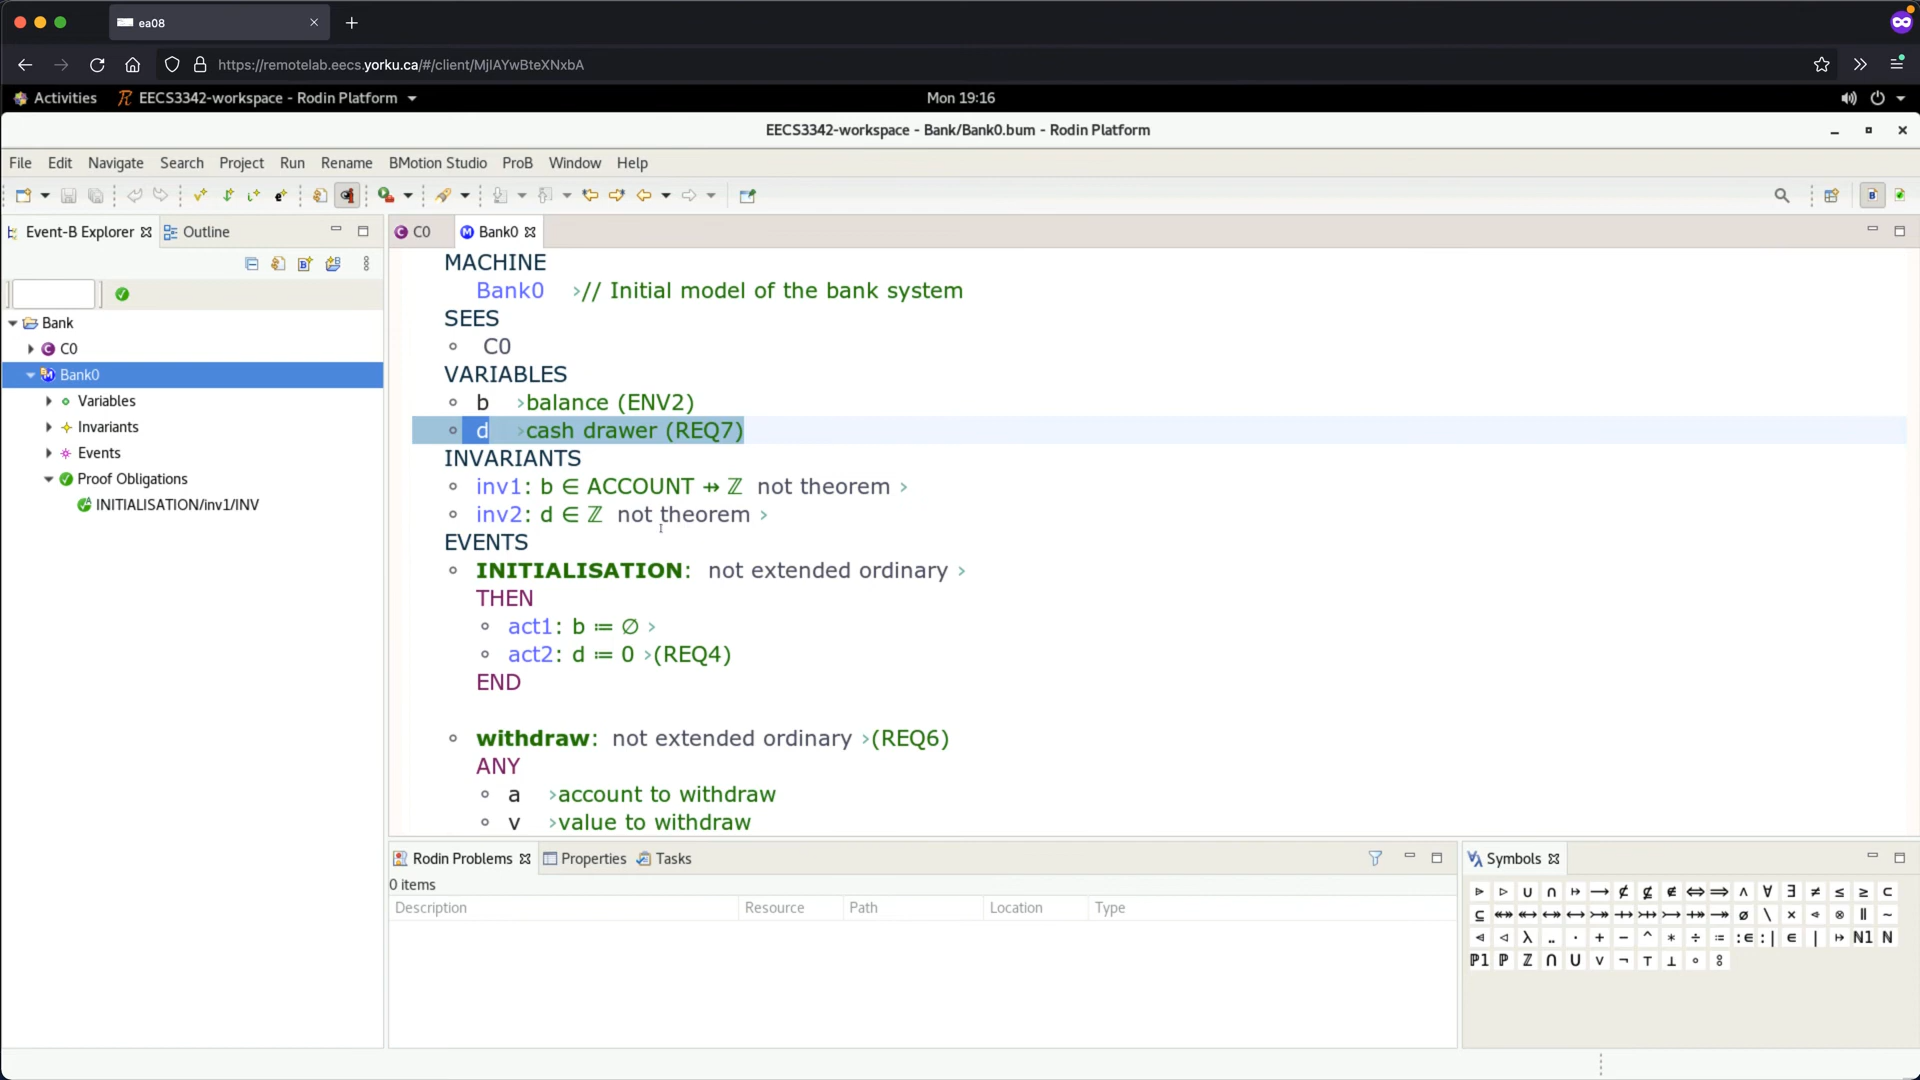 ea08
https://remotelab.eecs.yorku.ca/#/client/MjIAYwBteXNxbA
Activities EECS3342-workspace - Rodin Platform Mon 19:16
EECS3342-workspace - Bank/Bank0.bum - Rodin Platform
File Edit Navigate Search Project Run Rename BMotion Studio ProB Window Help
Event-B Explorer Outline
C0 Bank0
Bank
C0
Bank0
Variables
Invariants
Events
Proof Obligations
INITIALISATION/inv1/INV
MACHINE
Bank0 ›// Initial model of the bank system
SEES
◦ C0
VARIABLES
◦ b ›balance (ENV2)
◦ d ›cash drawer (REQ7)
INVARIANTS
◦ inv1: b ∈ ACCOUNT ⇸ ℤ not theorem ›
◦ inv2: d ∈ ℤ not theorem ›
EVENTS
◦ INITIALISATION: not extended ordinary ›
THEN
◦ act1: b ≔ ∅ ›
◦ act2: d ≔ 0 ›(REQ4)
END
◦ withdraw: not extended ordinary ›(REQ6)
ANY
◦ a ›account to withdraw
◦ v ›value to withdraw
Rodin Problems Properties Tasks
0 items
Description Resource Path Location Type
Symbols